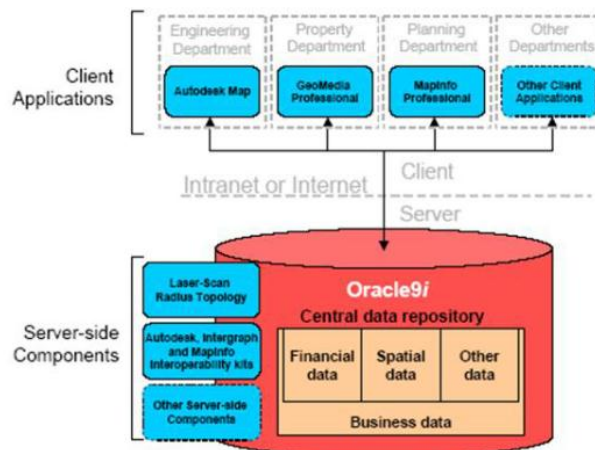 Engineering
Department
Property
Department
Planning
Department
Other
Departments
Client
Applications
Autodesk Map
GeoMedia
Professional
MapInfo
Professional
Other Client
Applications
Client
Intranet or Internet
Server
Oracle9i
Central data repository
Server-side
Components
Laser-Scan
Radius Topology
Autodesk, Intergraph
and MapInfo
Interoperability kits
Other Server-side
Components
Financial
data
Spatial
data
Other
data
Business data